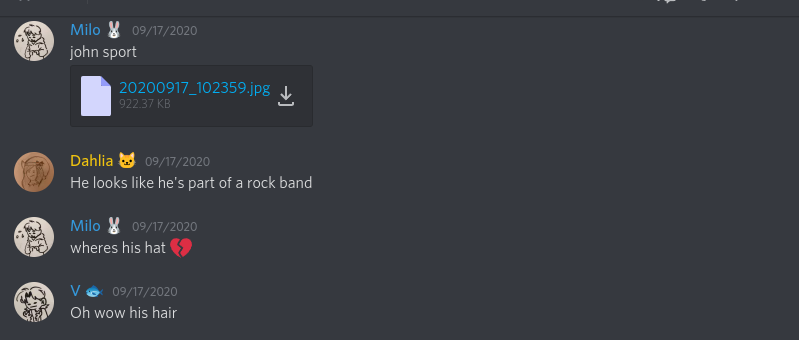 Milo 🐰 09/17/2020
john sport
20200917_102359.jpg
922.37 KB
Dahlia 🐱 09/17/2020
He looks like he's part of a rock band
Milo 🐰 09/17/2020
wheres his hat 💔
V 🐟 09/17/2020
Oh wow his hair